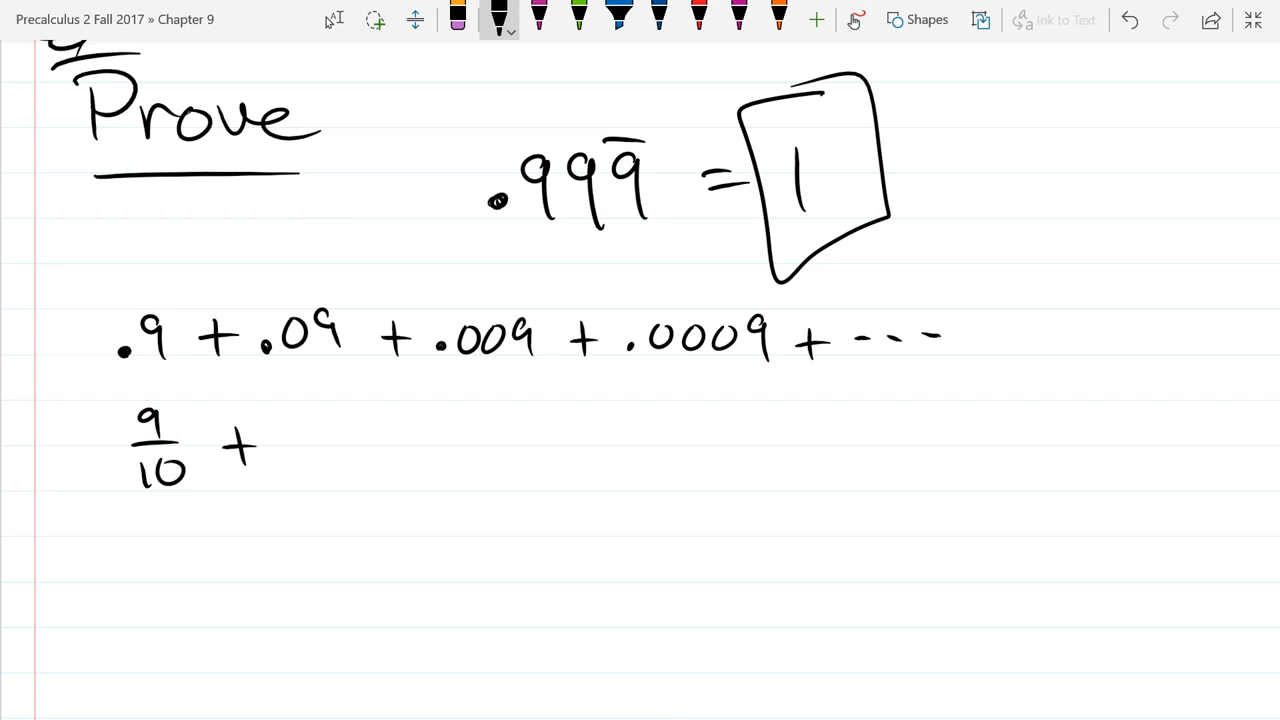 Precalculus 2 Fall 2017 » Chapter 9
Shapes
Ink to Text
Prove
.999̅ = 1
.9 + .09 + .009 + .0009 + ---
9/10 +